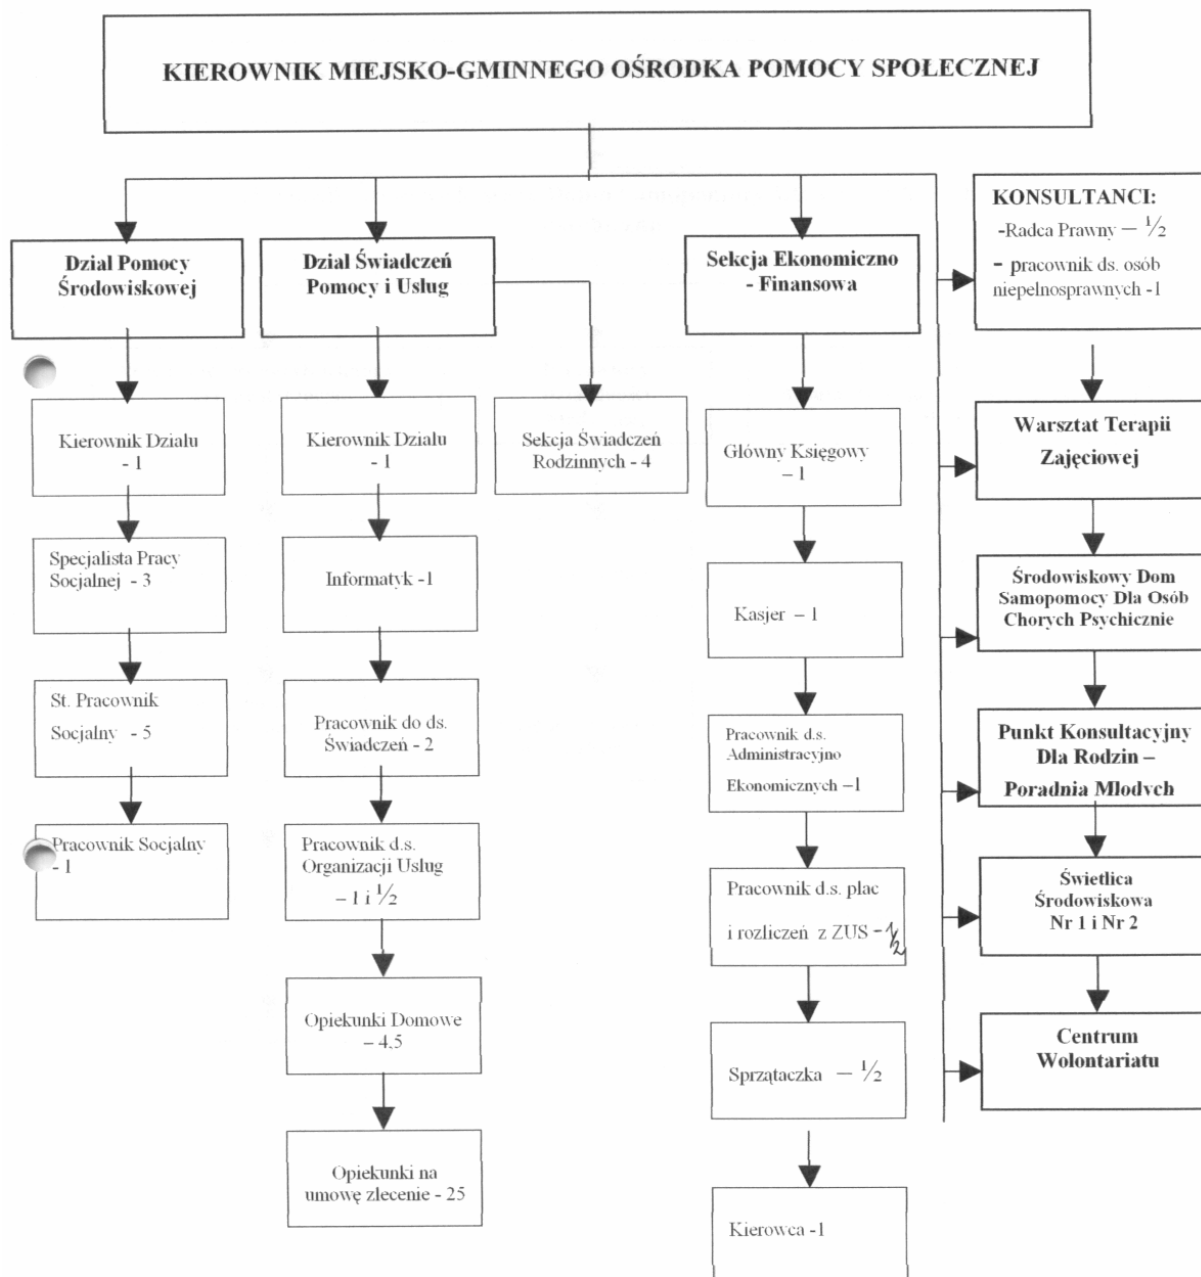 KIEROWNIK MIEJSKO-GMINNEGO OŚRODKA POMOCY SPOŁECZNEJ
Dział Pomocy
Środowiskowej
Kierownik Działu
- 1
Specjalista Pracy
Socjalnej - 3
St. Pracownik
Socjalny - 5
Pracownik Socjalny
- 1
Dział Świadczeń
Pomocy i Usług
Kierownik Działu
- 1
Informatyk -1
Pracownik do ds.
Świadczeń - 2
Pracownik d.s.
Organizacji Usług
– 1 i ½
Opiekunki Domowe
– 4,5
Opiekunki na
umowę zlecenie - 25
Sekcja Świadczeń
Rodzinnych - 4
Sekcja Ekonomiczno
- Finansowa
Główny Księgowy
– 1
Kasjer – 1
Pracownik d.s.
Administracyjno
Ekonomicznych –1
Pracownik d.s. płac
i rozliczeń z ZUS - ½
Sprzątaczka – ½
Kierowca -1
KONSULTANCI:
-Radca Prawny – ½
- pracownik ds. osób
niepełnosprawnych -1
Warsztat Terapii
Zajęciowej
Środowiskowy Dom
Samopomocy Dla Osób
Chorych Psychicznie
Punkt Konsultacyjny
Dla Rodzin –
Poradnia Młodych
Świetlica
Środowiskowa
Nr 1 i Nr 2
Centrum
Wolontariatu